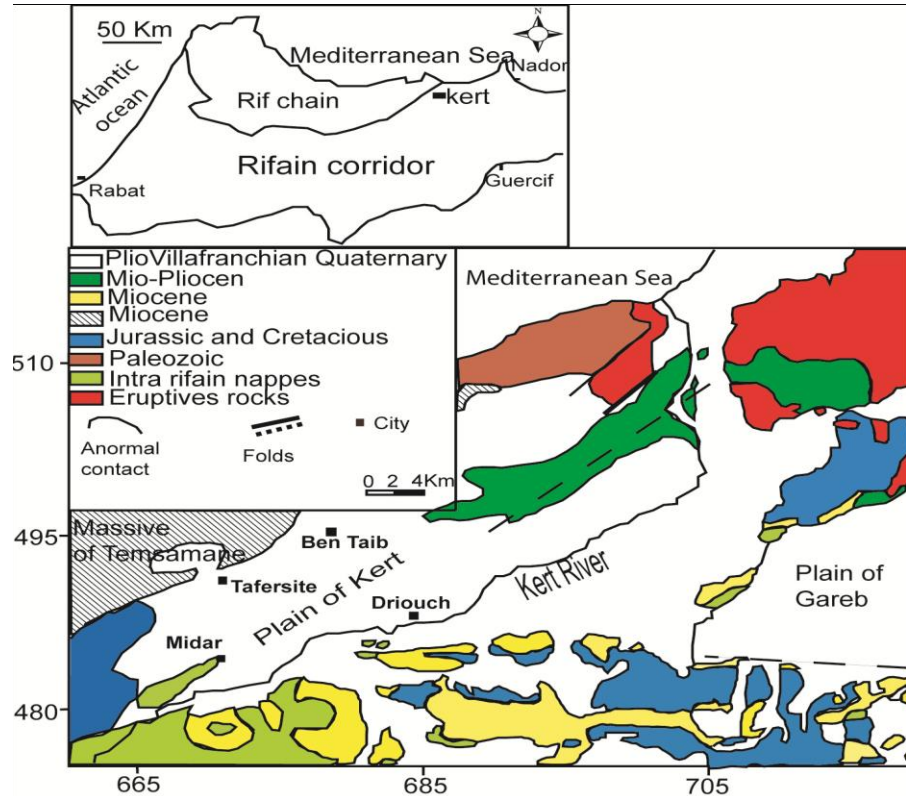 N
50 Km
Mediterranean Sea
Nador
Atlantic
ocean
Rif chain
kert
Rifain corridor
Rabat
Guercif
PlioVillafranchian Quaternary
Mio-Pliocen
Miocene
Miocene
Jurassic and Cretacious
Paleozoic
Intra rifain nappes
Eruptives rocks
Anormal
contact
Folds
City
0 2 4Km
Mediterranean Sea
510
495
480
Massive
of Temsamane
Ben Taib
Tafersite
Plain of Kert
Kert River
Driouch
Midar
Plain of
Gareb
665
685
705